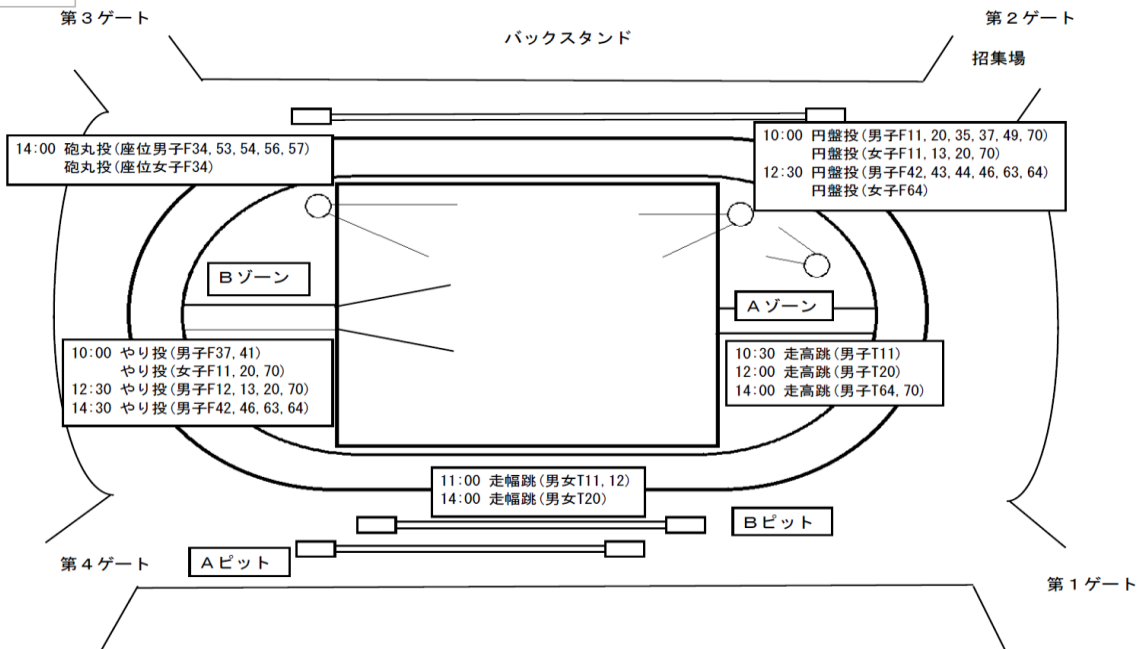 第３ゲート
第２ゲート
バックスタンド
招集場
14:00 砲丸投(座位男子F34, 53, 54, 56, 57)
砲丸投(座位女子F34)
10:00 円盤投(男子F11, 20, 35, 37, 49, 70)
円盤投(女子F11, 13, 20, 70)
12:30 円盤投(男子F42, 43, 44, 46, 63, 64)
円盤投(女子F64)
Ｂゾーン
Ａゾーン
10:00 やり投(男子F37, 41)
やり投(女子F11, 20, 70)
12:30 やり投(男子F12, 13, 20, 70)
14:30 やり投(男子F42, 46, 63, 64)
10:30 走高跳(男子T11)
12:00 走高跳(男子T20)
14:00 走高跳(男子T64, 70)
11:00 走幅跳(男女T11, 12)
14:00 走幅跳(男女T20)
Ｂピット
Ａピット
第４ゲート
第１ゲート